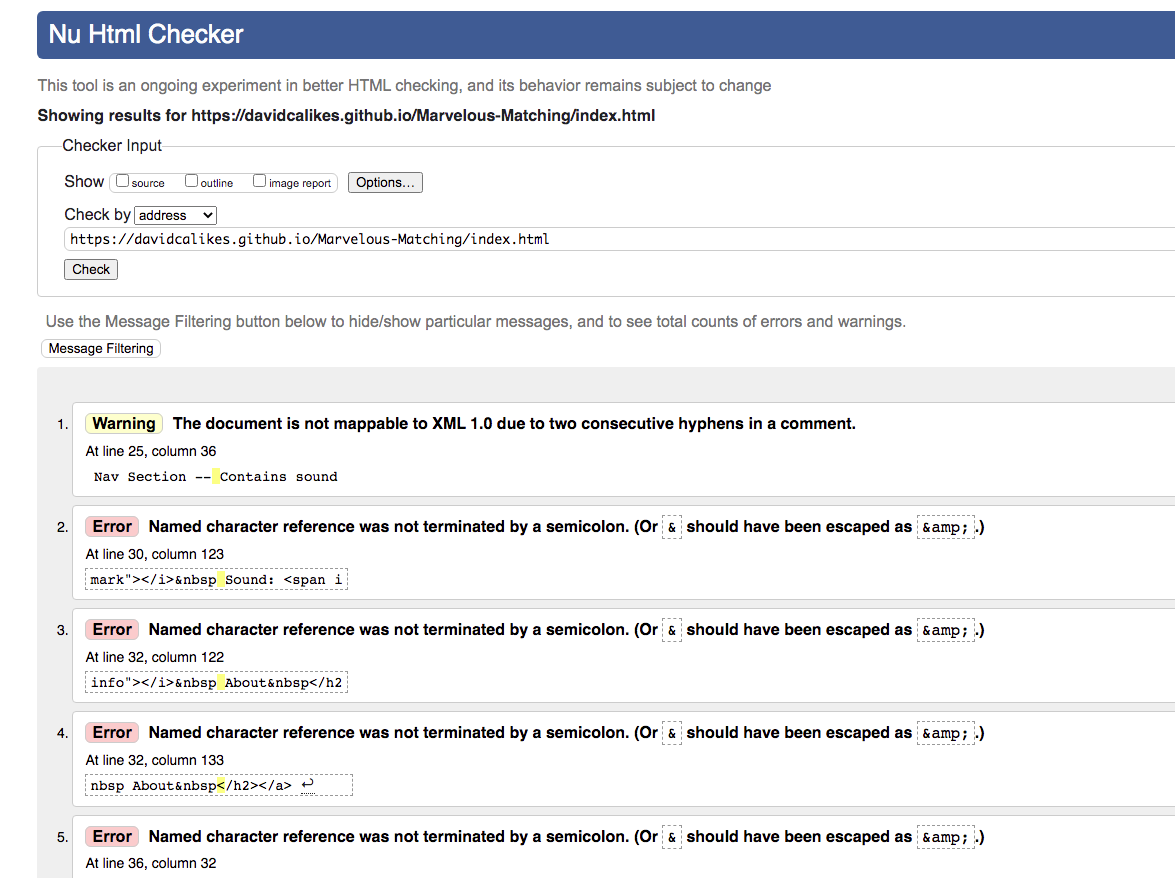 Nu Html Checker
This tool is an ongoing experiment in better HTML checking, and its behavior remains subject to change
Showing results for https://davidcalikes.github.io/Marvelous-Matching/index.html
Checker Input
Show source outline image report Options...
Check by address
https://davidcalikes.github.io/Marvelous-Matching/index.html
Check
Use the Message Filtering button below to hide/show particular messages, and to see total counts of errors and warnings.
Message Filtering
1. Warning The document is not mappable to XML 1.0 due to two consecutive hyphens in a comment.
At line 25, column 36
Nav Section -- Contains sound
2. Error Named character reference was not terminated by a semicolon. (Or & should have been escaped as &amp;.)
At line 30, column 123
mark"></i>&nbsp Sound: <span i
3. Error Named character reference was not terminated by a semicolon. (Or & should have been escaped as &amp;.)
At line 32, column 122
info"></i>&nbsp About&nbsp</h2
4. Error Named character reference was not terminated by a semicolon. (Or & should have been escaped as &amp;.)
At line 32, column 133
nbsp About&nbsp</h2></a> ↩
5. Error Named character reference was not terminated by a semicolon. (Or & should have been escaped as &amp;.)
At line 36, column 32